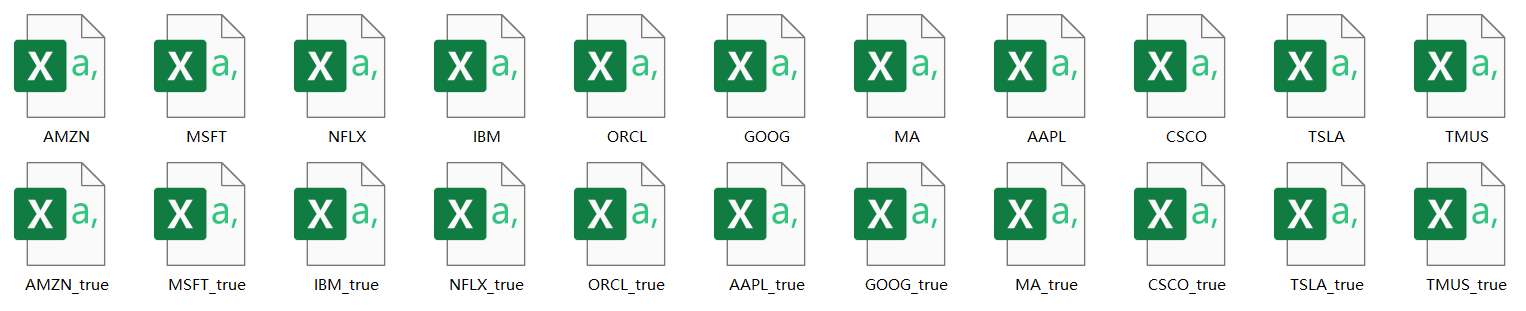 AMZN MSFT NFLX IBM ORCL GOOG MA AAPL CSCO TSLA TMUS
AMZN_true MSFT_true IBM_true NFLX_true ORCL_true AAPL_true GOOG_true MA_true CSCO_true TSLA_true TMUS_true